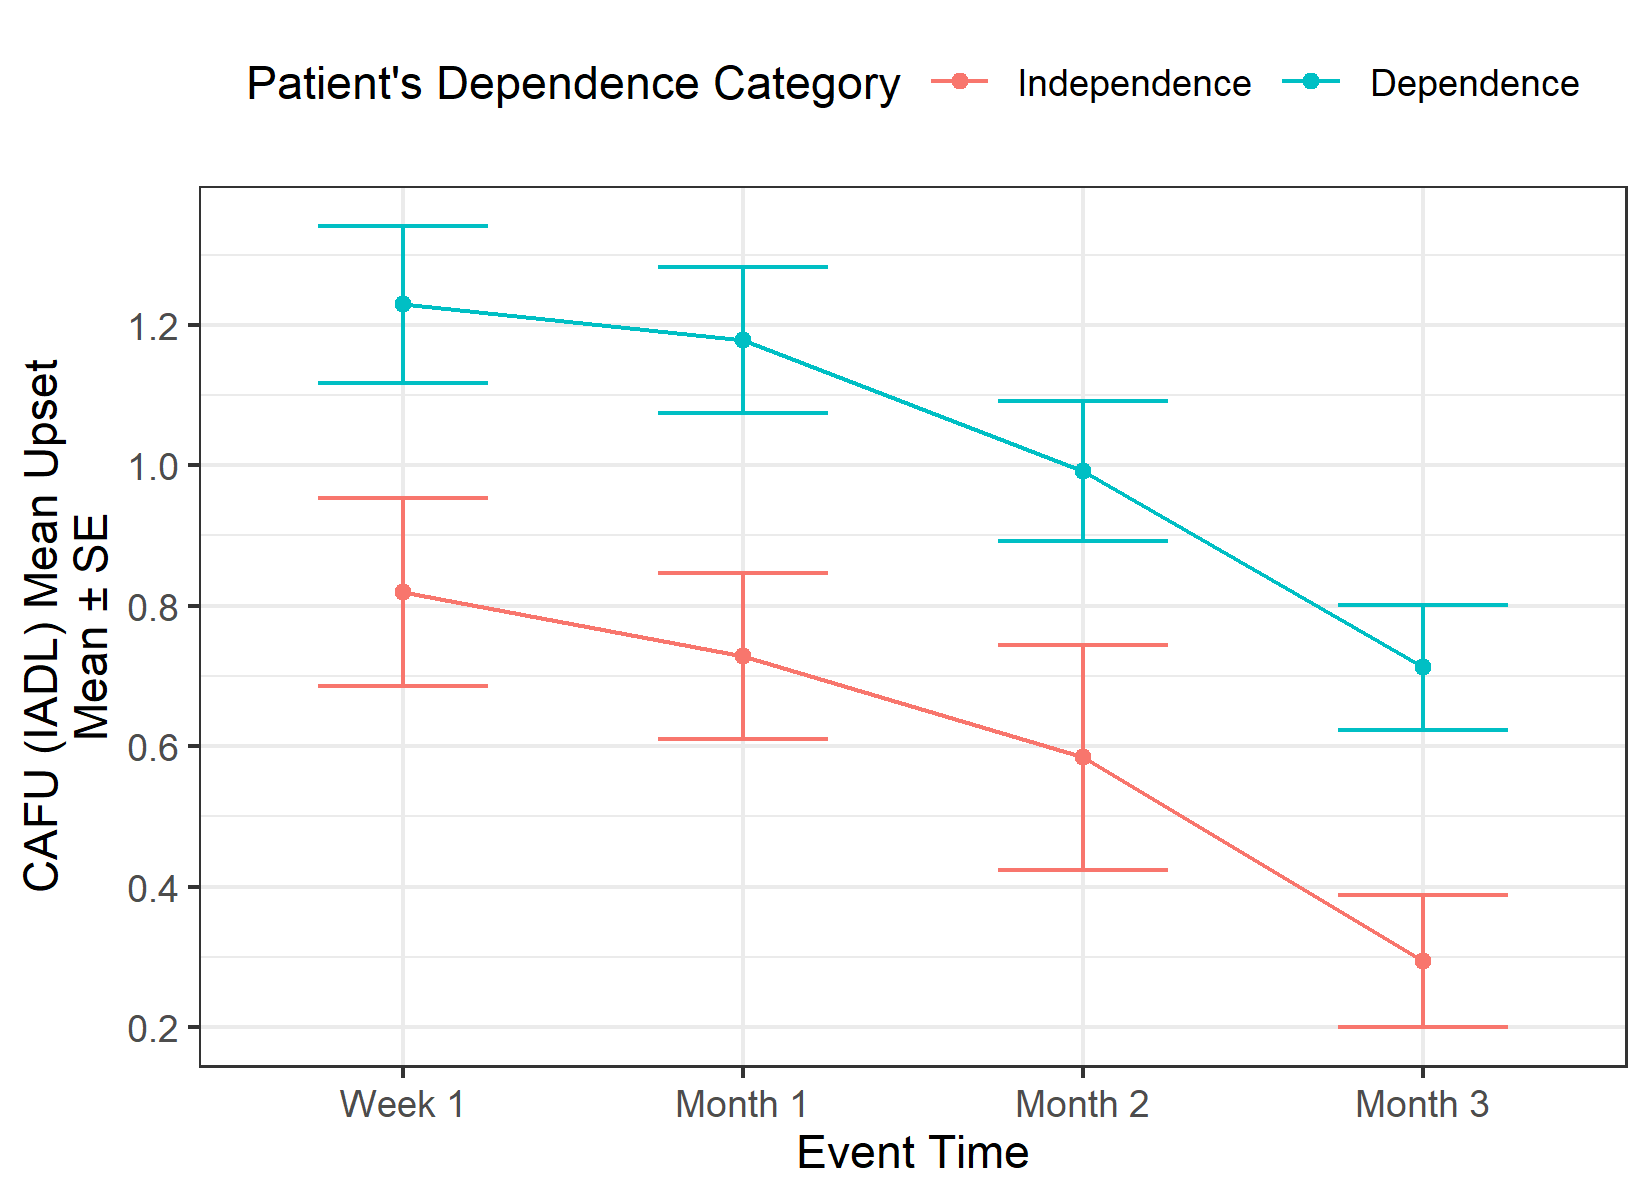 Patient's Dependence Category Independence Dependence
CAFU (IADL) Mean Upset
Mean ± SE
1.2
1.0
0.8
0.6
0.4
0.2
Week 1 Month 1 Month 2 Month 3
Event Time